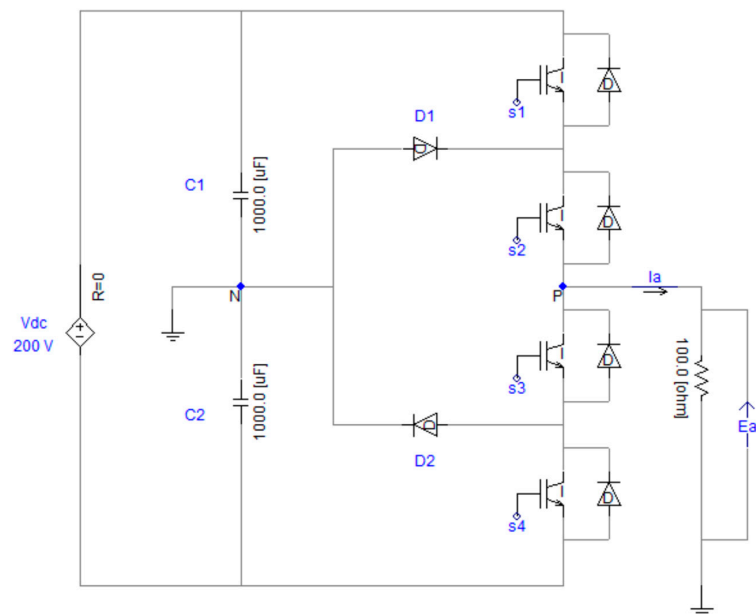 I
D
s1
D1
D
C1
1000.0 [uF]
I
D
s2
R=0
N
P
Ia
Vdc
200 V
I
D
s3
100.0 [ohm]
Ea
C2
1000.0 [uF]
D
D2
I
D
s4